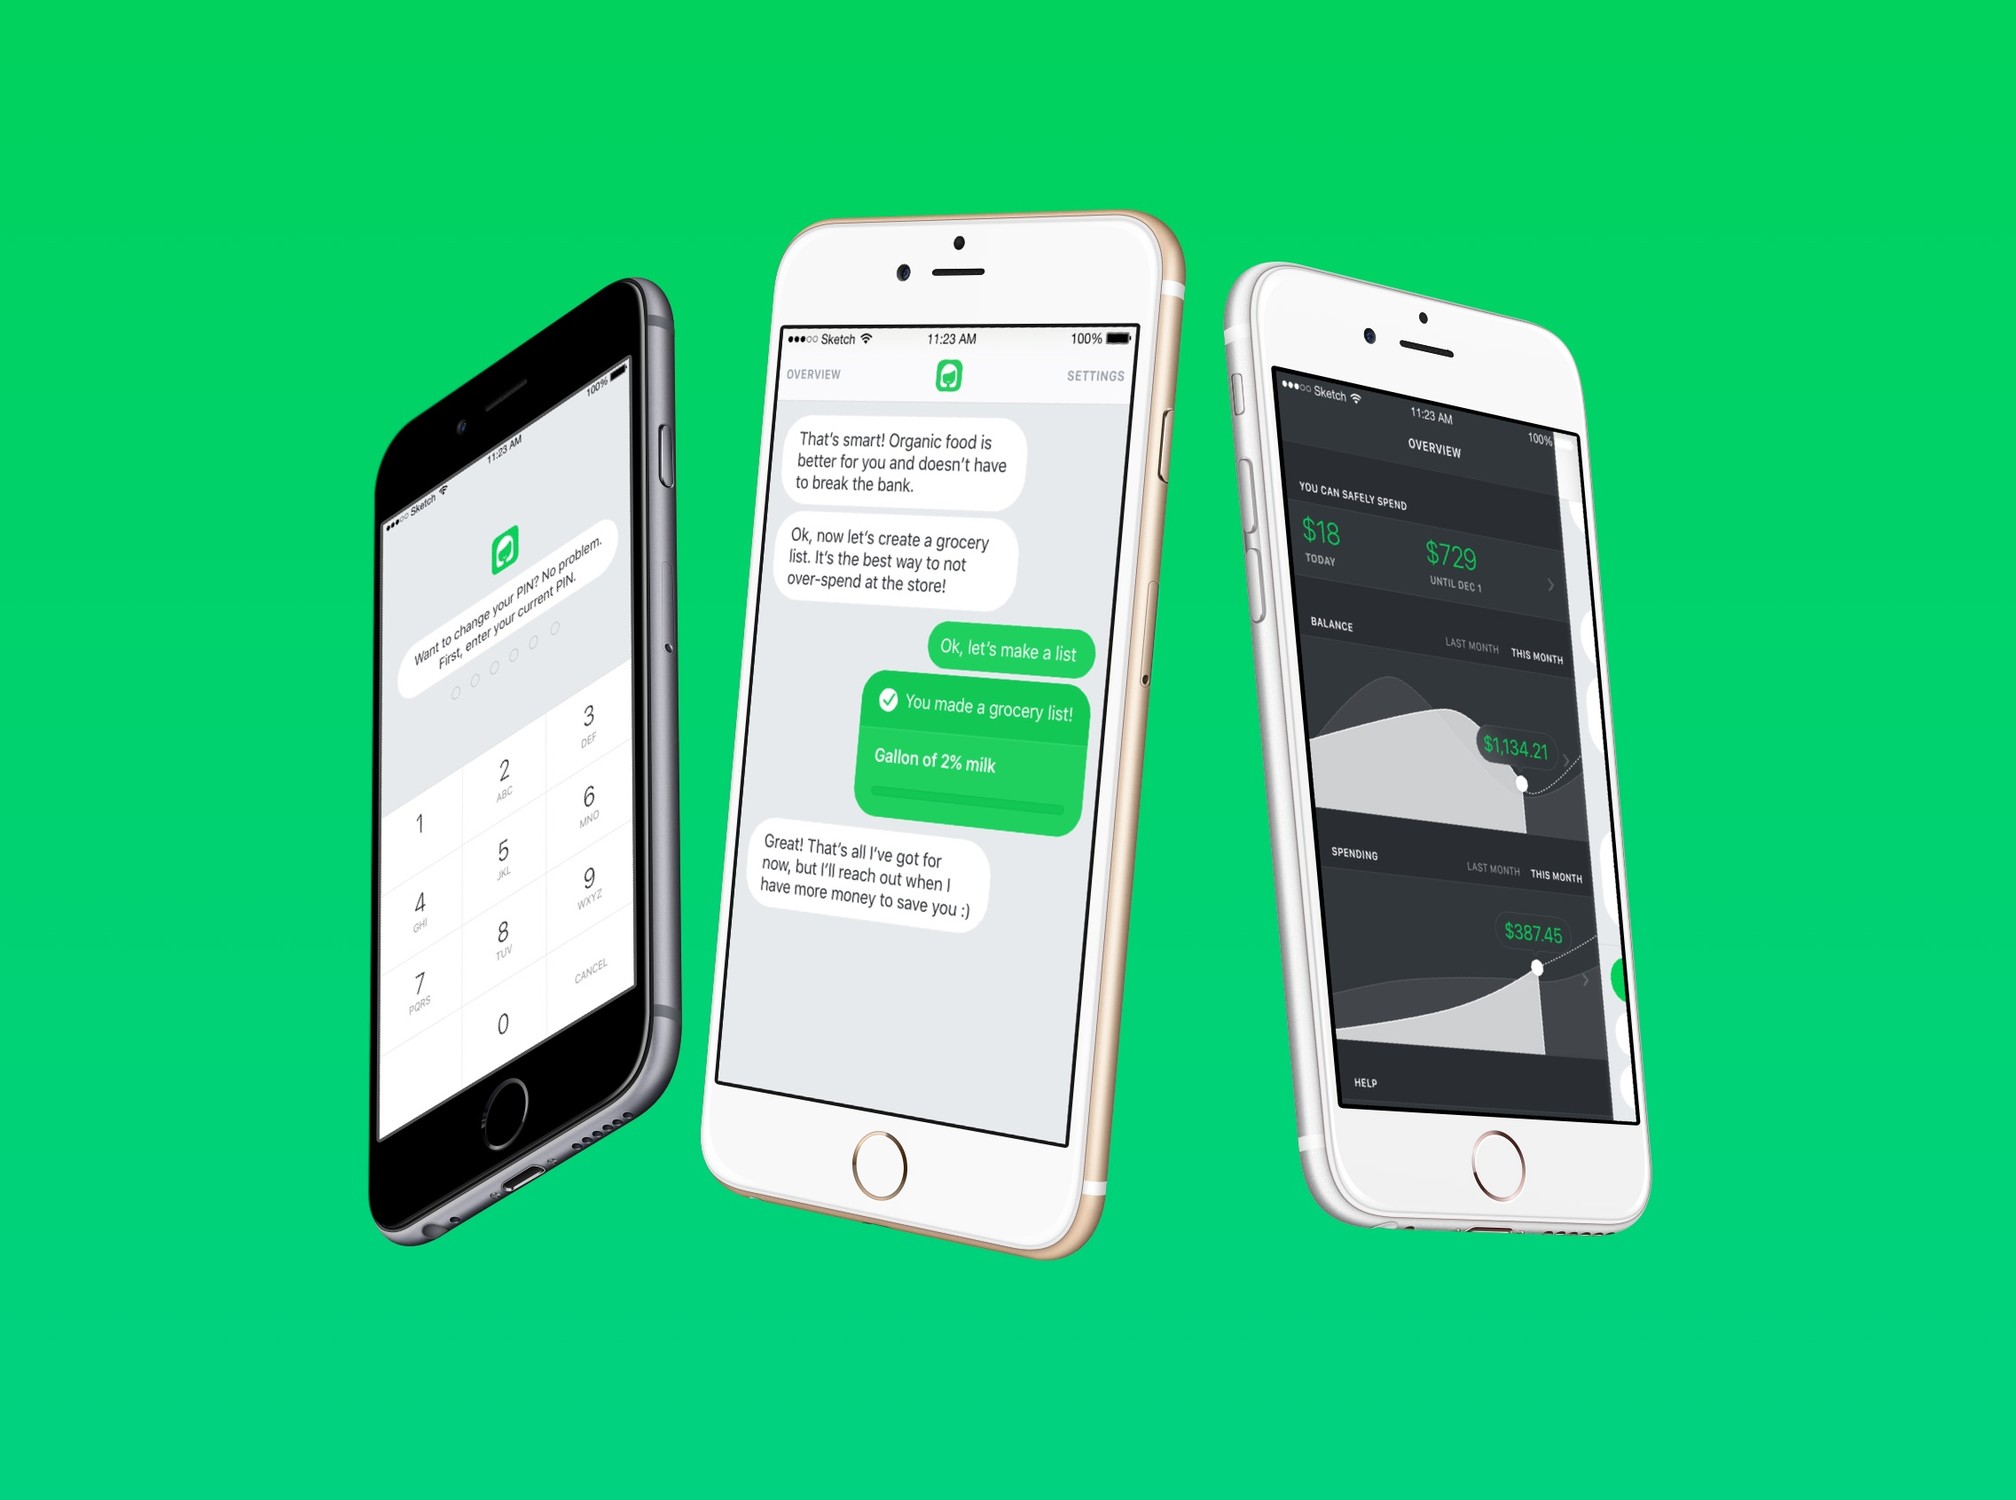 Sketch
11:23 AM
100%
Want to change your PIN? No problem.
First, enter your current PIN.
1
2
ABC
3
DEF
4
GHI
5
JKL
6
MNO
7
PQRS
8
TUV
9
WXYZ
0
CANCEL
Sketch
11:23 AM
100%
OVERVIEW
SETTINGS
That's smart! Organic food is
better for you and doesn't have
to break the bank.
Ok, now let's create a grocery
list. It's the best way to not
over-spend at the store!
Ok, let's make a list
You made a grocery list!
Gallon of 2% milk
Great! That's all I've got for
now, but I'll reach out when I
have more money to save you :)
Sketch
11:23 AM
100%
OVERVIEW
YOU CAN SAFELY SPEND
$18
TODAY
$729
UNTIL DEC 1
BALANCE
LAST MONTH
THIS MONTH
$1,134.21
SPENDING
LAST MONTH
THIS MONTH
$387.45
HELP